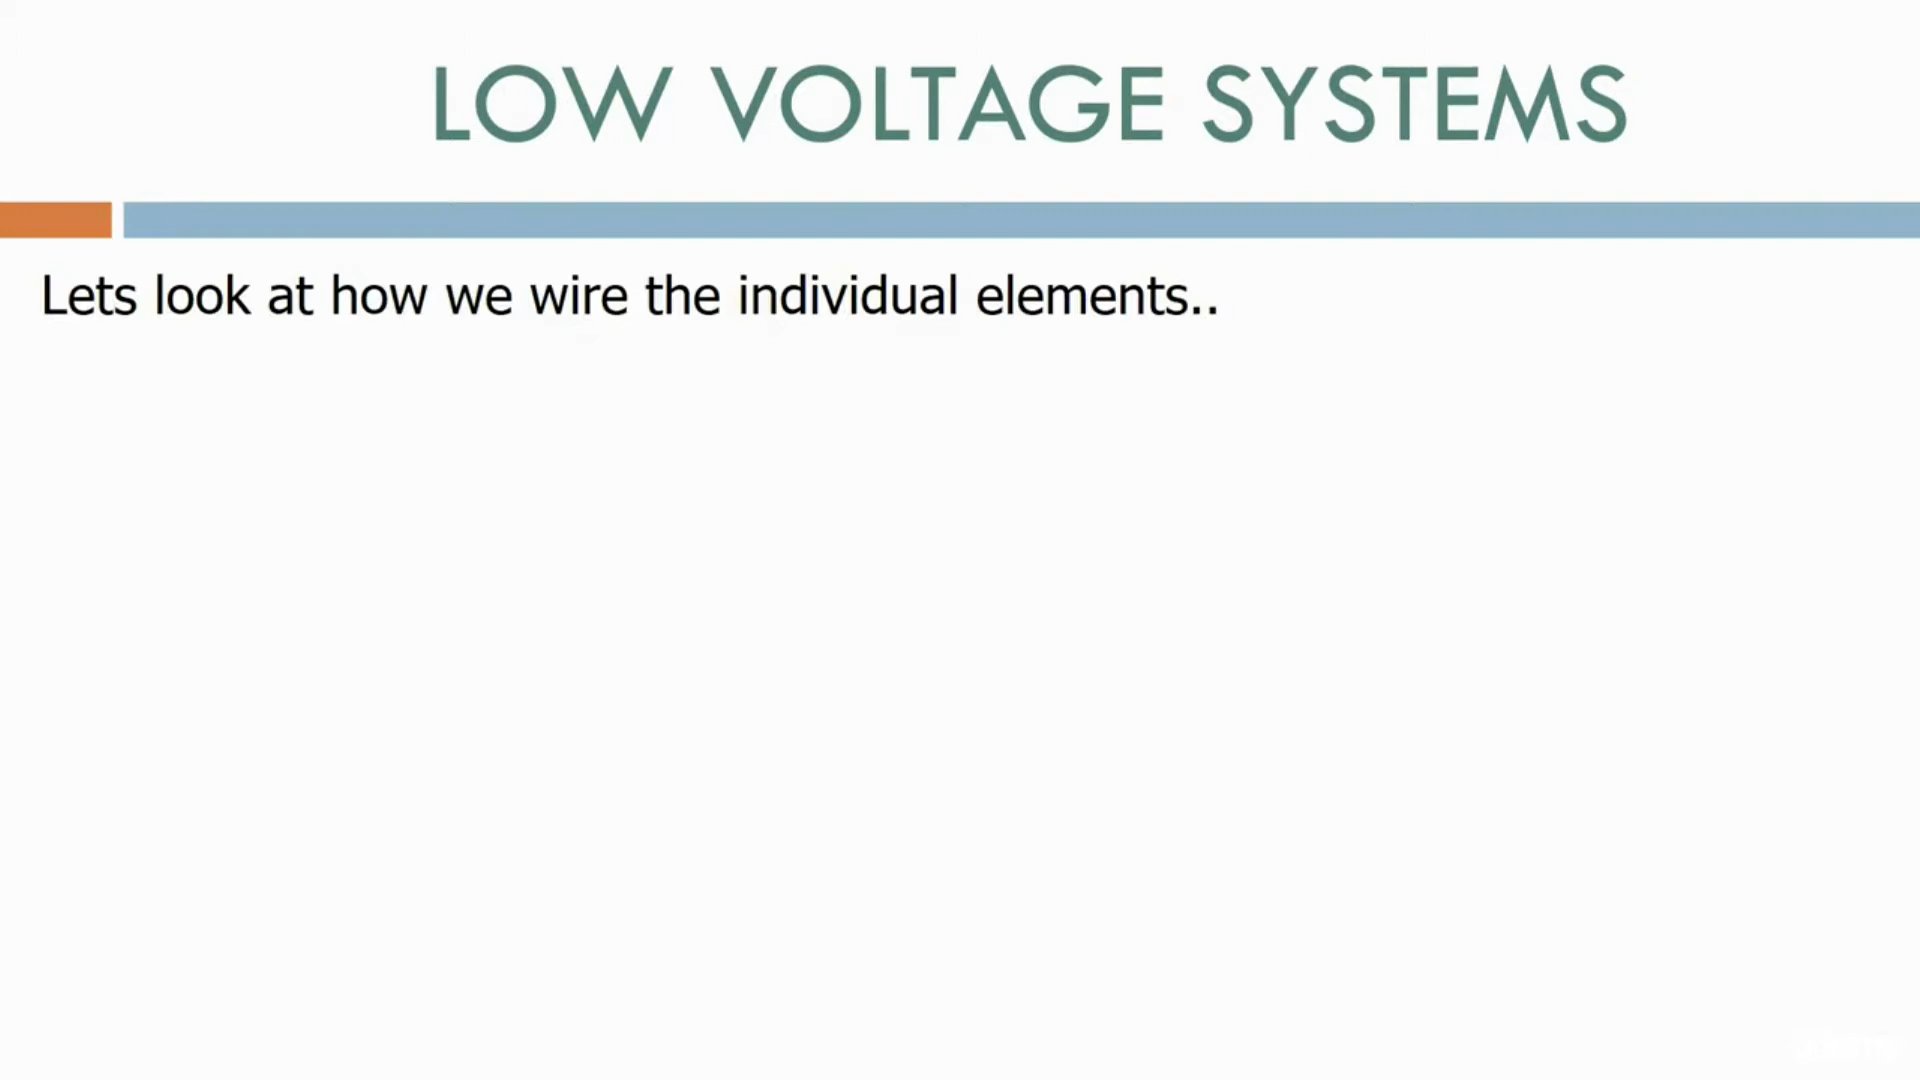 LOW VOLTAGE SYSTEMS
Lets look at how we wire the individual elements..